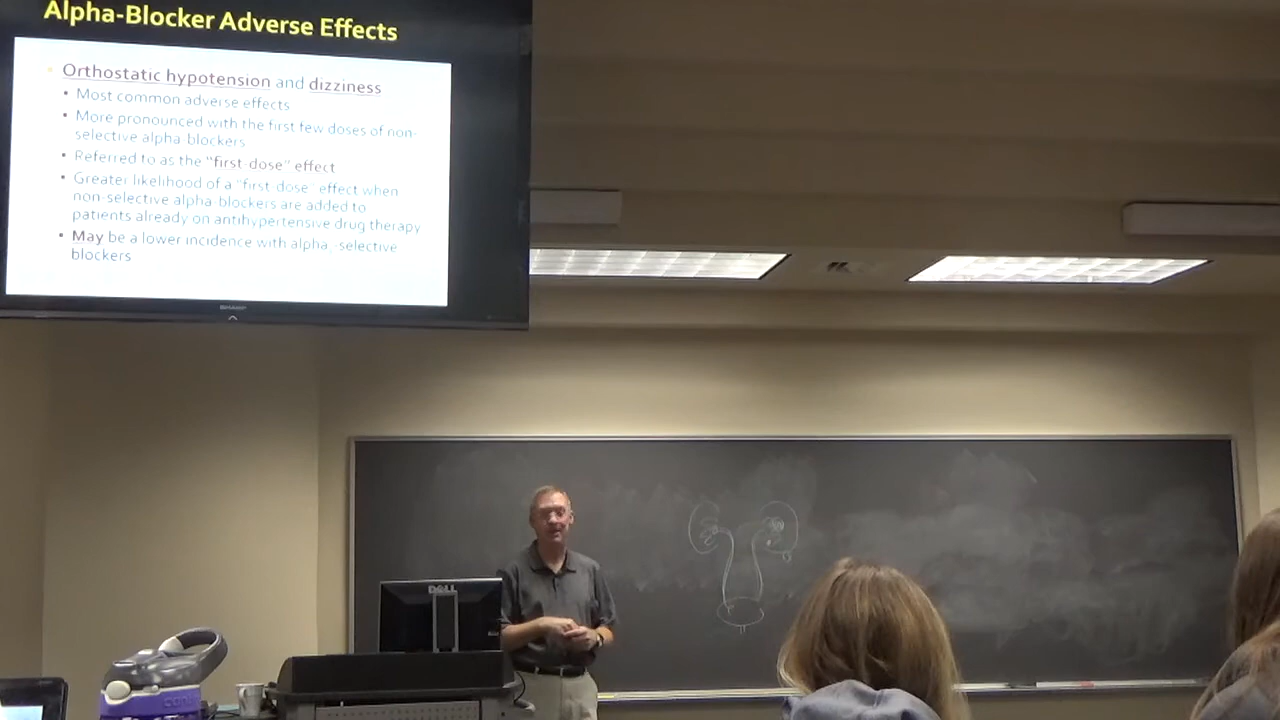 Alpha-Blocker Adverse Effects
Orthostatic hypotension and dizziness
Most common adverse effects
More pronounced with the first few doses of non-
selective alpha-blockers
Referred to as the "first-dose" effect
Greater likelihood of a "first-dose" effect when
non-selective alpha-blockers are added to
patients already on antihypertensive drug therapy
May be a lower incidence with alpha, selective
blockers
SHARP
DELL